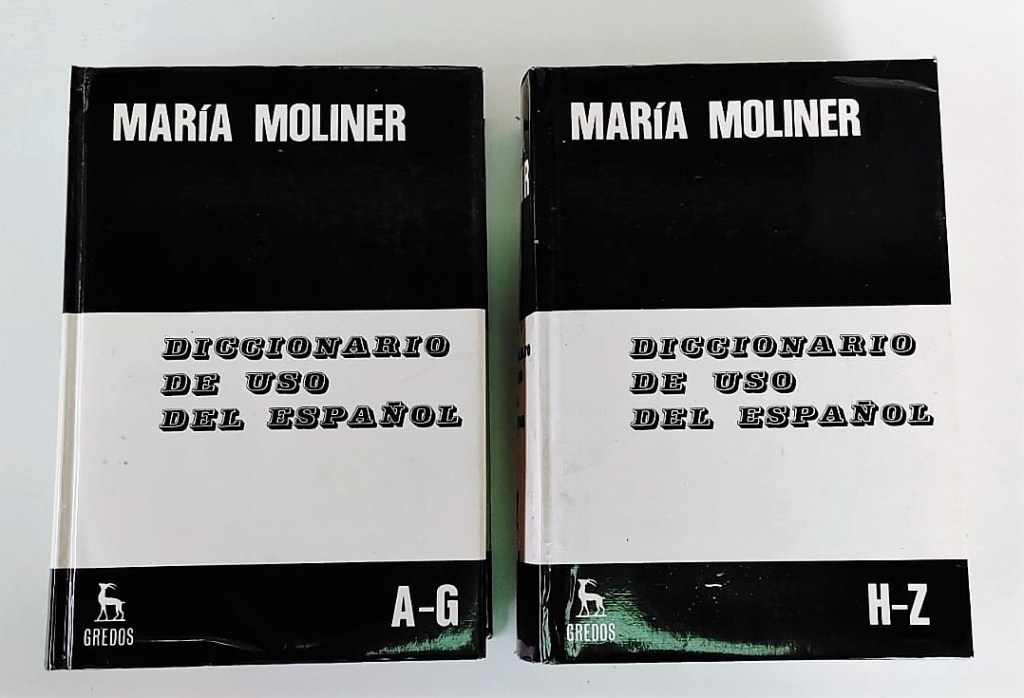 MARÍA MOLINER
DICCIONARIO
DE USO
DEL ESPAÑOL
GREDOS
A-G
MARÍA MOLINER
DICCIONARIO
DE USO
DEL ESPAÑOL
GREDOS
H-Z